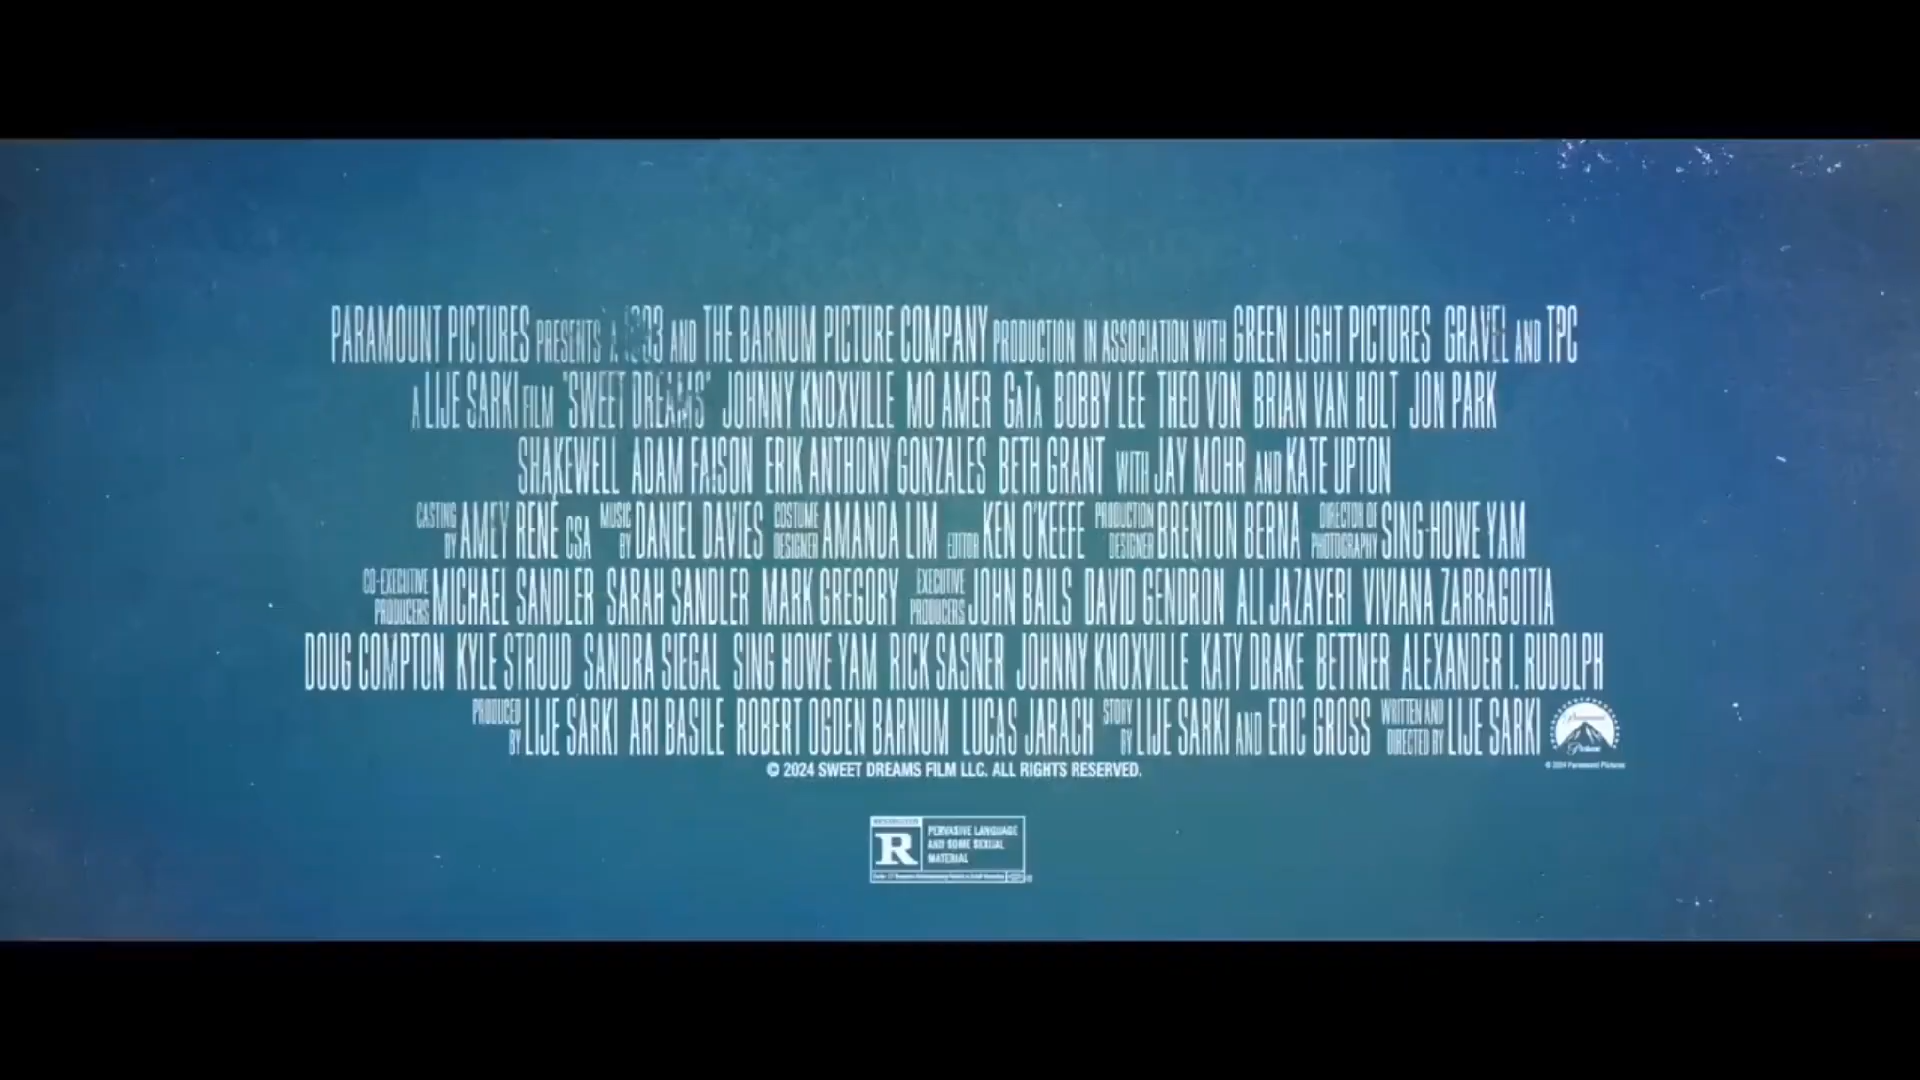 PARAMOUNT PICTURES PRESENTS A 1993 AND THE BARNUM PICTURE COMPANY PRODUCTION IN ASSOCIATION WITH GREEN LIGHT PICTURES GRAVEL AND TPC
A LIJE SARKI FILM "SWEET DREAMS" JOHNNY KNOXVILLE MO AMER GaTa BOBBY LEE THEO VON BRIAN VAN HOLT JON PARK
SHAKEWELL ADAM FAISON ERIK ANTHONY GONZALES BETH GRANT WITH JAY MOHR AND KATE UPTON
CASTING BY AMEY RENÉ CSA MUSIC BY DANIEL DAVIES COSTUME DESIGNER AMANDA LIM EDITOR KEN O'KEEFE PRODUCTION DESIGNER BRENTON BERNA DIRECTOR OF PHOTOGRAPHY SING-HOWE YAM
CO-EXECUTIVE PRODUCERS MICHAEL SANDLER SARAH SANDLER MARK GREGORY EXECUTIVE PRODUCERS JOHN BAILS DAVID GENDRON ALI JAZAYERI VIVIANA ZARRAGOITIA
DOUG COMPTON KYLE STROUD SANDRA SIEGAL SING HOWE YAM RICK SASNER JOHNNY KNOXVILLE KATY DRAKE BETTNER ALEXANDER I. RUDOLPH
PRODUCED BY LIJE SARKI ARI BASILE ROBERT OGDEN BARNUM LUCAS JARACH STORY BY LIJE SARKI AND ERIC GROSS WRITTEN AND DIRECTED BY LIJE SARKI Paramount Pictures
© 2024 SWEET DREAMS FILM LLC. ALL RIGHTS RESERVED.
© 2024 Paramount Pictures
RESTRICTED
R
PERVASIVE LANGUAGE
AND SOME SEXUAL
MATERIAL